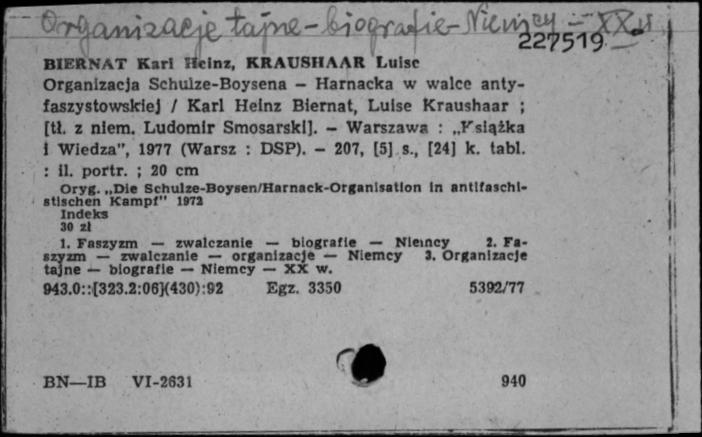 Organizacje tajne - biografie - Niemcy - XX w.
227519
BIERNAT Karl Heinz, KRAUSHAAR Luise
Organizacja Schulze-Boysena – Harnacka w walce anty-
faszystowskiej / Karl Heinz Biernat, Luise Kraushaar ;
[tł. z niem. Ludomir Smosarski]. – Warszawa : „Książka
i Wiedza", 1977 (Warsz : DSP). – 207, [5] s., [24] k. tabl.
: il. portr. ; 20 cm
Oryg. „Die Schulze-Boysen/Harnack-Organisation in antifaschi-
stischen Kampf" 1972
Indeks
30 zł
1. Faszyzm — zwalczanie — biografie — Niemcy 2. Fa-
szyzm — zwalczanie — organizacje — Niemcy 3. Organizacje
tajne — biografie — Niemcy — XX w.
943.0::[323.2:06](430):92 Egz. 3350 5392/77
BN—IB VI-2631 940